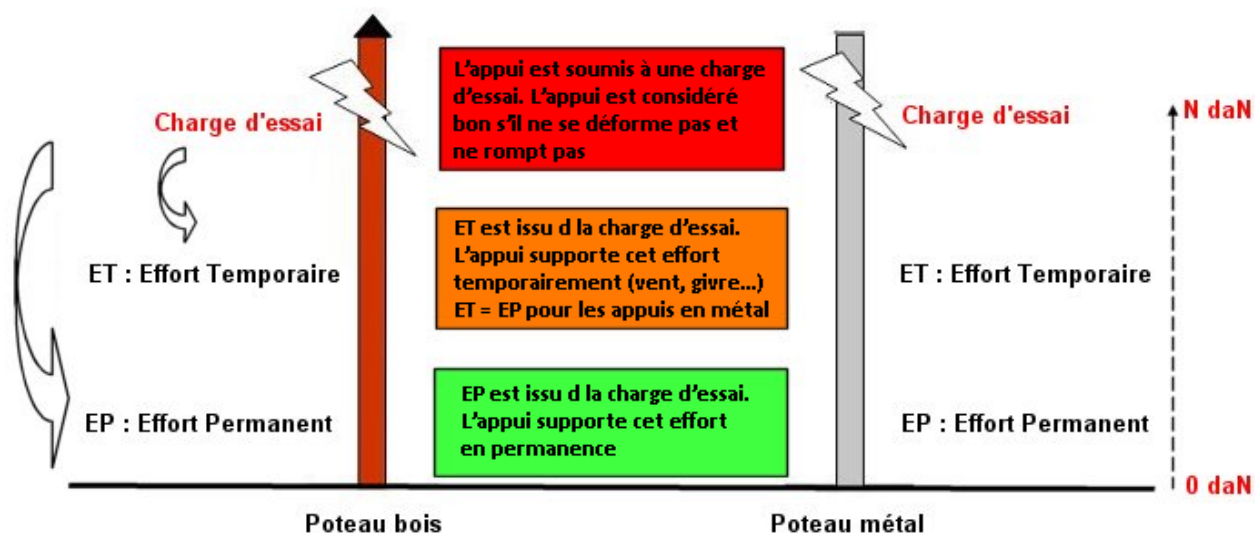 L'appui est soumis à une charge
d'essai. L'appui est considéré
bon s'il ne se déforme pas et
ne rompt pas
Charge d'essai
Charge d'essai
N daN
ET est issu d la charge d'essai.
L'appui supporte cet effort
temporairement (vent, givre...)
ET = EP pour les appuis en métal
ET : Effort Temporaire
ET : Effort Temporaire
EP est issu d la charge d'essai.
L'appui supporte cet effort
en permanence
EP : Effort Permanent
EP : Effort Permanent
0 daN
Poteau bois
Poteau métal